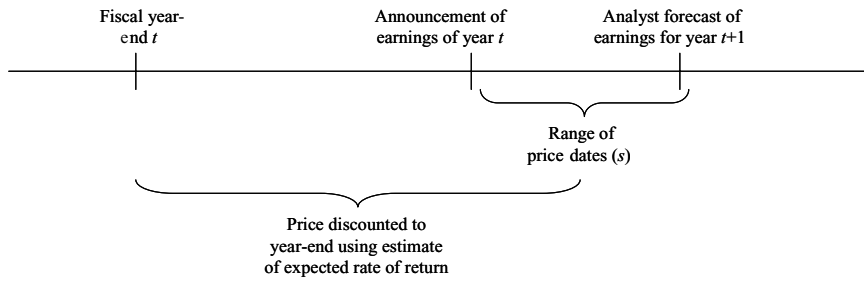 Fiscal year-
end t
Announcement of
earnings of year t
Analyst forecast of
earnings for year t+1
Range of
price dates (s)
Price discounted to
year-end using estimate
of expected rate of return